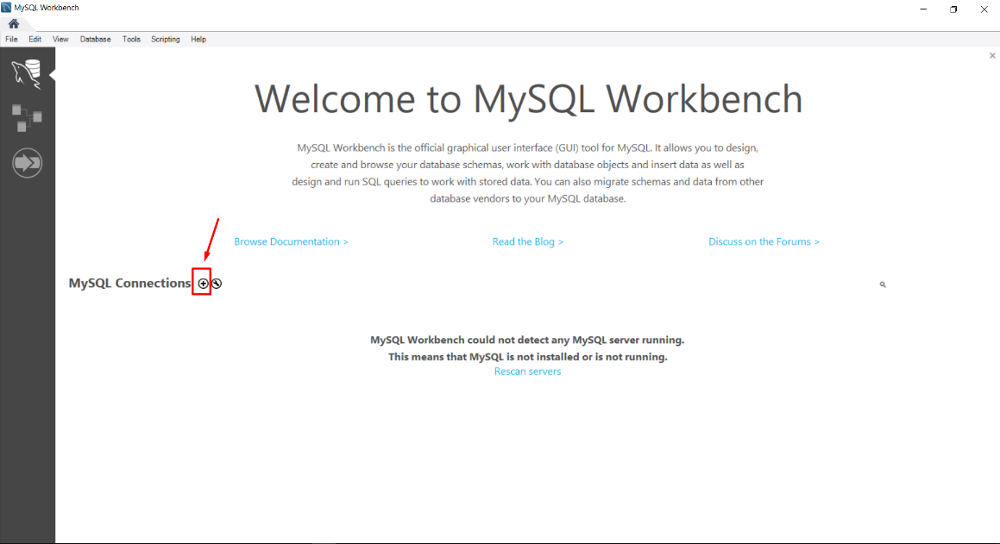 MySQL Workbench
File Edit View Database Tools Scripting Help
Welcome to MySQL Workbench
MySQL Workbench is the official graphical user interface (GUI) tool for MySQL. It allows you to design,
create and browse your database schemas, work with database objects and insert data as well as
design and run SQL queries to work with stored data. You can also migrate schemas and data from other
database vendors to your MySQL database.
Browse Documentation > Read the Blog > Discuss on the Forums >
MySQL Connections
MySQL Workbench could not detect any MySQL server running.
This means that MySQL is not installed or is not running.
Rescan servers